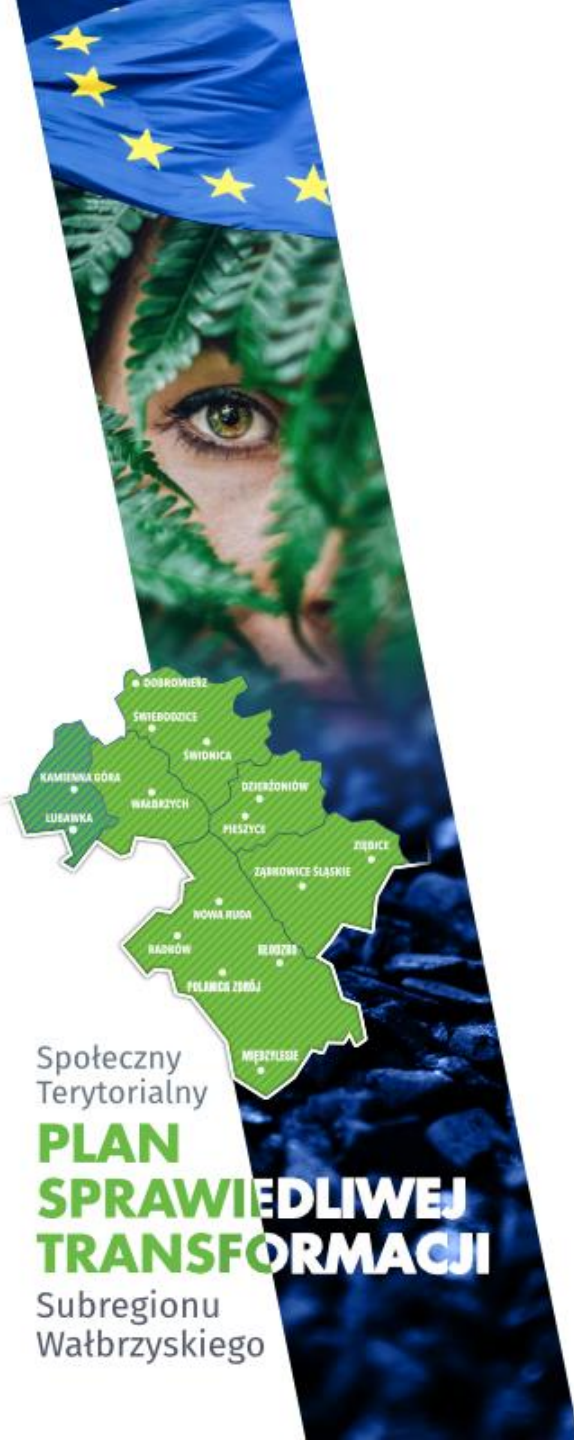 DOBROMIERZ
ŚWIEBODZICE
ŚWIDNICA
KAMIENNA GÓRA
WAŁBRZYCH
DZIERŻONIÓW
LUBAWKA
PIESZYCE
ZIĘBICE
ZĄBKOWICE ŚLĄSKIE
NOWA RUDA
RADKÓW
KŁODZKO
POLANICA ZDRÓJ
MIĘDZYLESIE
Społeczny
Terytorialny
PLAN
SPRAWIEDLIWEJ
TRANSFORMACJI
Subregionu
Wałbrzyskiego